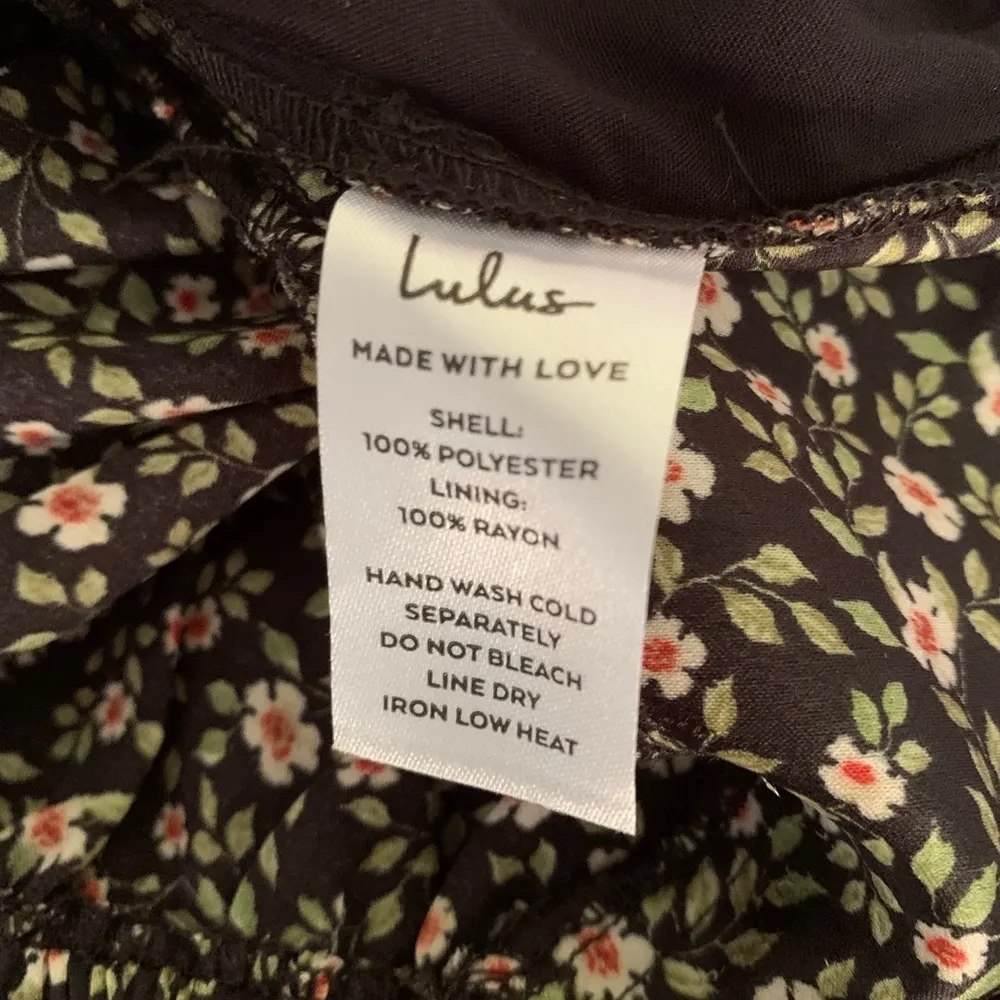 Lulus
MADE WITH LOVE
SHELL:
100% POLYESTER
LINING:
100% RAYON
HAND WASH COLD
SEPARATELY
DO NOT BLEACH
LINE DRY
IRON LOW HEAT